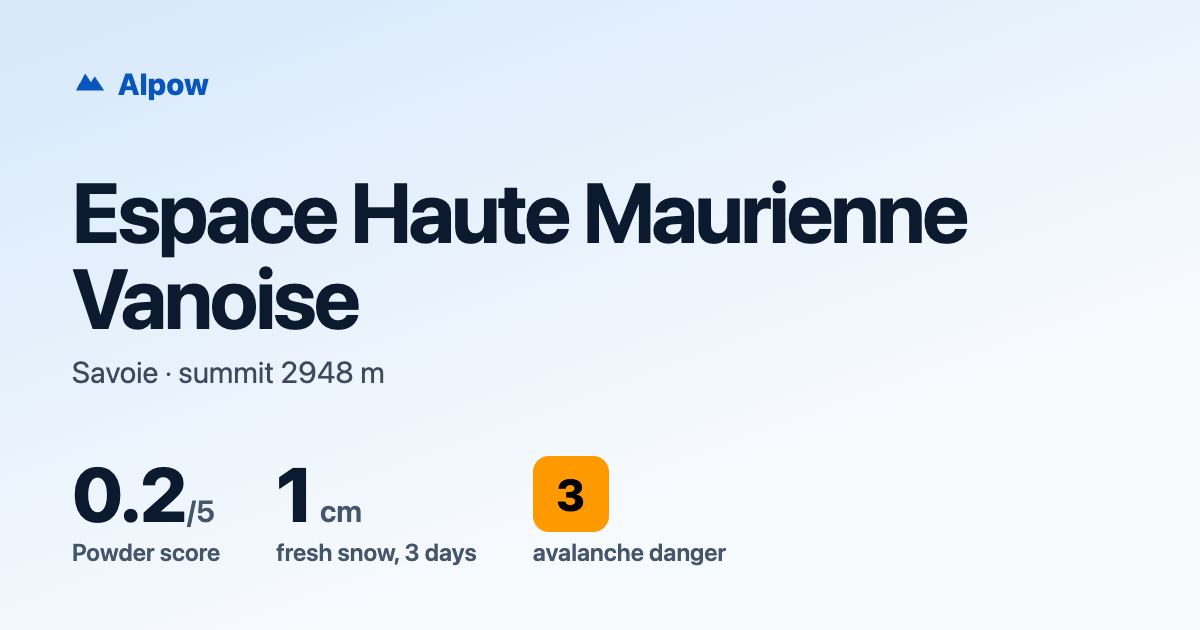 Alpow
Espace Haute Maurienne
Vanoise
Savoie · summit 2948 m
0.2/5
Powder score
1 cm
fresh snow, 3 days
3
avalanche danger